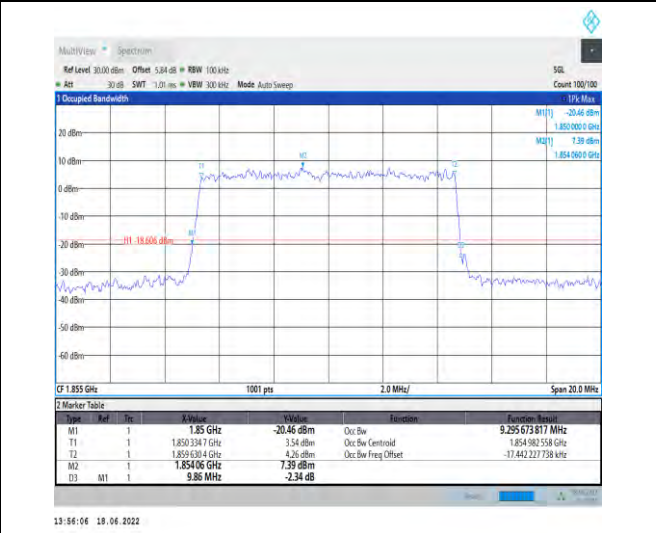 MultiView Spectrum
Ref Level 30.00 dBm Offset 5.84 dB RBW 100 kHz SGL
Att 30 dB SWT 1.01 ms VBW 300 kHz Mode Auto Sweep Count 100/100
1 Occupied Bandwidth 1Pk Max
M1[1] -20.46 dBm
1.850 000 0 GHz
M2[1] 7.39 dBm
1.854 060 0 GHz
20 dBm
10 dBm
0 dBm
-10 dBm
-20 dBm
-30 dBm
-40 dBm
-50 dBm
-60 dBm
T1
M2
T2
M1
H1 -18.606 dBm
CF 1.855 GHz 1001 pts 2.0 MHz/ Span 20.0 MHz
2 Marker Table
Type Ref Trc X-Value Y-Value Function Function Result
M1 1 1.85 GHz -20.46 dBm Occ Bw 9.295 673 817 MHz
T1 1 1.850 334 7 GHz 3.54 dBm Occ Bw Centroid 1.854 982 558 GHz
T2 1 1.859 630 4 GHz 4.26 dBm Occ Bw Freq Offset -17.442 227 738 kHz
M2 1 1.854 06 GHz 7.39 dBm
D3 M1 1 9.86 MHz -2.34 dB
13:56:06 18.06.2022